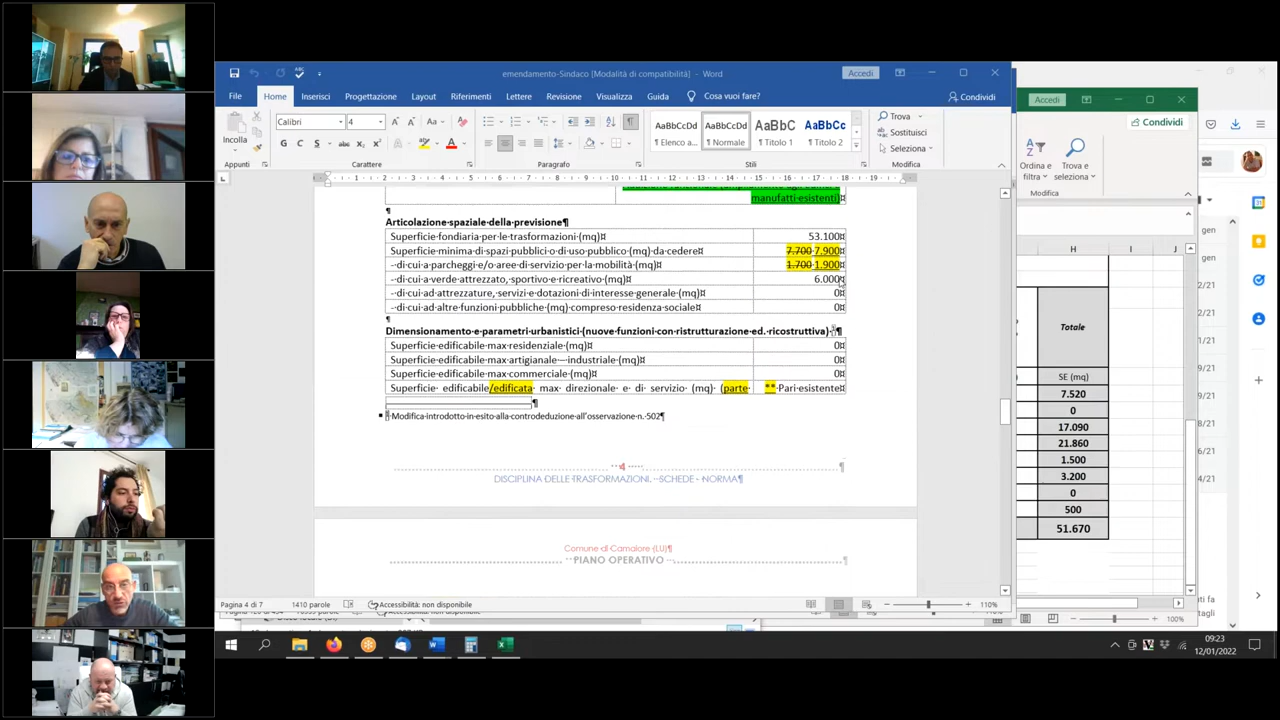 emendamento-Sindaco [Modalità di compatibilità] - Word
Accedi
File Home Inserisci Progettazione Layout Riferimenti Lettere Revisione Visualizza Guida Cosa vuoi fare? Condividi
Incolla
Calibri 4
G C S
AaBbCcDd AaBbCcDd AaBbC AaBbCc
¶ Elenco a... ¶ Normale ¶ Titolo 1 ¶ Titolo 2
Trova
Sostituisci
Seleziona
Appunti Carattere Paragrafo Stili Modifica
manufatti·esistenti)¤
Articolazione·spaziale·della·previsione¶
Superficie·fondiaria·per·le·trasformazioni·(mq)¤ 53.100¤
Superficie·minima·di·spazi·pubblici·o·di·uso·pubblico·(mq)·da·cedere¤ 7.700·7.900¤
-·di·cui·a·parcheggi·e/o·aree·di·servizio·per·la·mobilità·(mq)¤ 1.700·1.900¤
-·di·cui·a·verde·attrezzato,·sportivo·e·ricreativo·(mq)¤ 6.000¤
-·di·cui·ad·attrezzature,·servizi·e·dotazioni·di·interesse·generale·(mq)¤ 0¤
-·di·cui·ad·altre·funzioni·pubbliche·(mq)·compreso·residenza·sociale¤ 0¤
Dimensionamento·e·parametri·urbanistici·(nuove·funzioni·con·ristrutturazione·ed.·ricostruttiva)·¶
Superficie·edificabile·max·residenziale·(mq)¤ 0¤
Superficie·edificabile·max·artigianale·–·industriale·(mq)¤ 0¤
Superficie·edificabile·max·commerciale·(mq)¤ 0¤
Superficie· edificabile/edificata· max· direzionale· e· di· servizio· (mq)· (parte· **·Pari·esistente¤
Modifica·introdotto·in·esito·alla·controdeduzione·all'osservazione·n.·502¶
4
DISCIPLINA·DELLE·TRASFORMAZIONI.·-·SCHEDE·-·NORMA¶
Comune·di·Camaiore·(LU)¶
PIANO·OPERATIVO
Pagina 4 di 7 1410 parole Accessibilità: non disponibile 110%
Accedi
Condividi
Ordina e filtra
Trova e seleziona
Modifica
H
Totale
SE (mq)
7.520
0
17.090
21.860
1.500
3.200
0
500
51.670
100%
gen
gen
09:23
12/01/2022